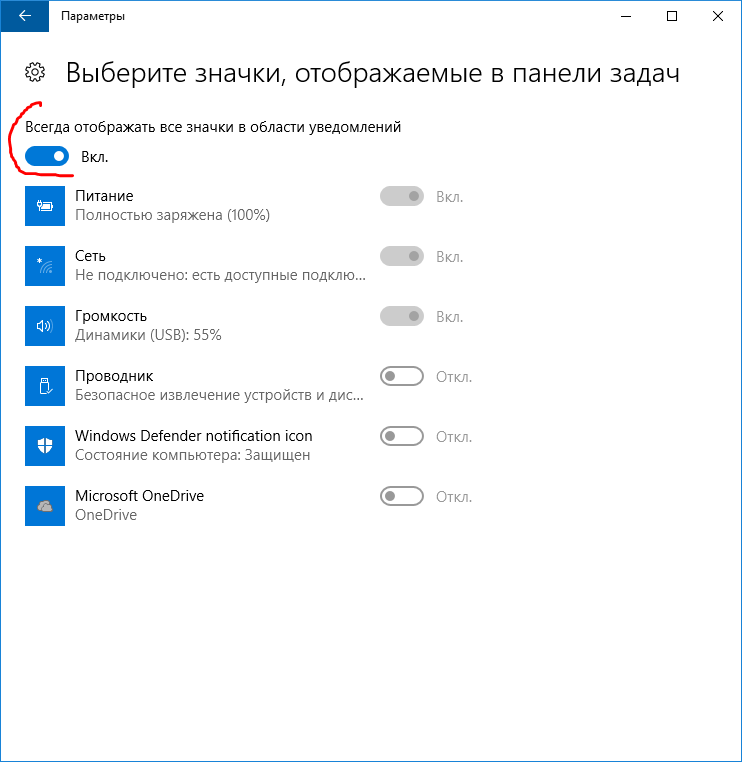 Параметры
Выберите значки, отображаемые в панели задач
Всегда отображать все значки в области уведомлений
Вкл.
Питание
Полностью заряжена (100%)
Вкл.
Сеть
Не подключено: есть доступные подклю...
Вкл.
Громкость
Динамики (USB): 55%
Вкл.
Проводник
Безопасное извлечение устройств и дис...
Откл.
Windows Defender notification icon
Состояние компьютера: Защищен
Откл.
Microsoft OneDrive
OneDrive
Откл.